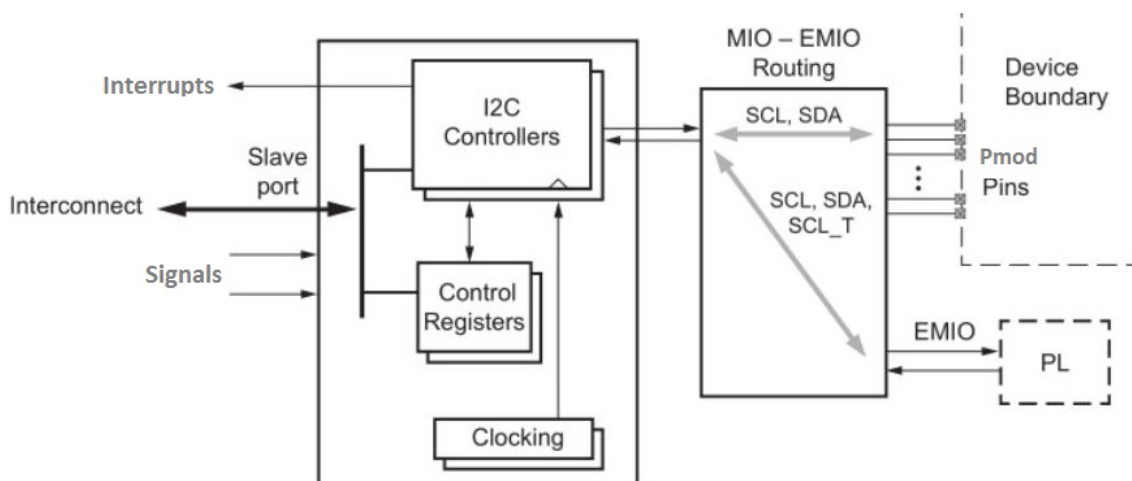 Interrupts
I2C
Controllers
Slave
port
Interconnect
Signals
Control
Registers
Clocking
MIO – EMIO
Routing
SCL, SDA
SCL, SDA,
SCL_T
Device
Boundary
Pmod
Pins
EMIO
PL